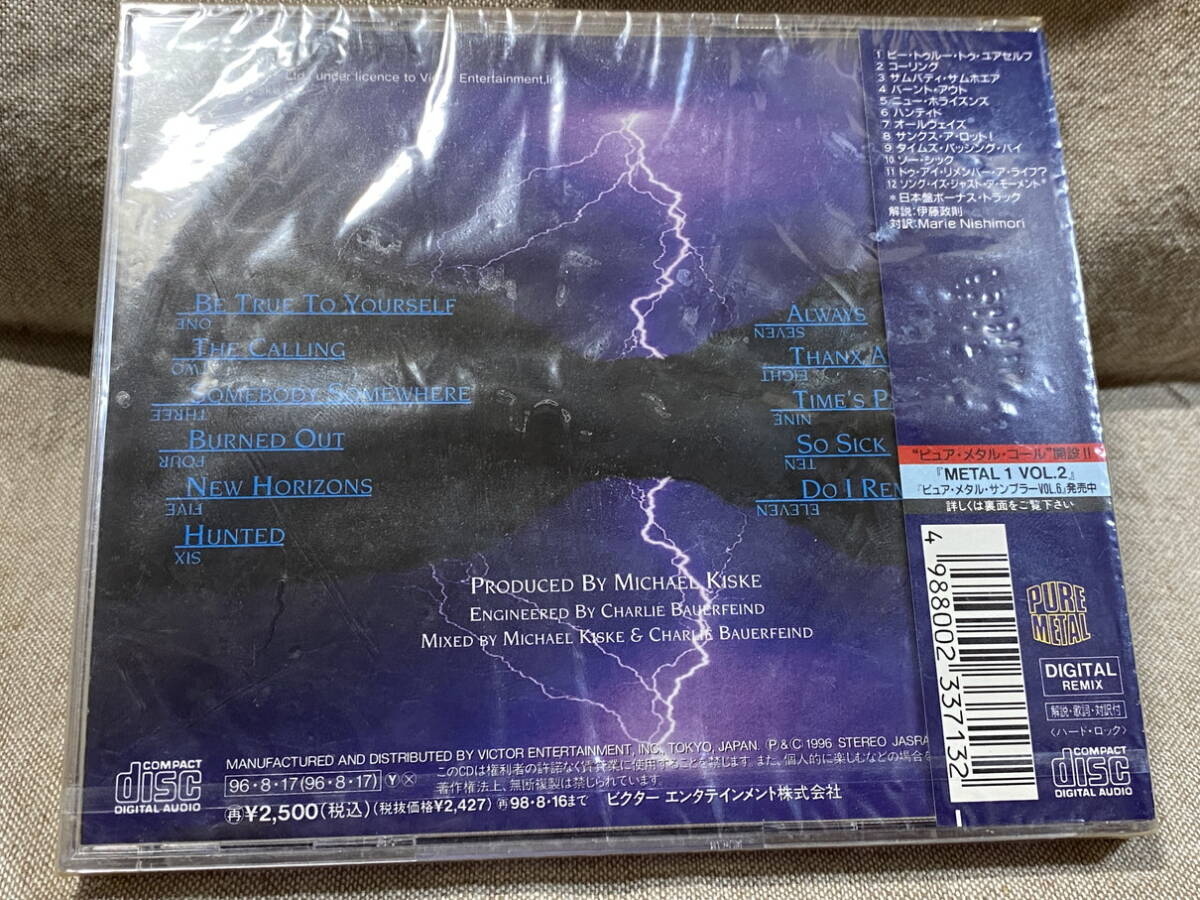 Ltd. under licence to Victor Entertainment, In
BE TRUE TO YOURSELF
ONE
THE CALLING
TWO
SOMEBODY SOMEWHERE
THREE
BURNED OUT
FOUR
NEW HORIZONS
FIVE
HUNTED
SIX
ALWAYS
SEVEN
THANX A
EIGHT
TIME'S P
NINE
SO SICK
TEN
DO I REM
ELEVEN
PRODUCED BY MICHAEL KISKE
ENGINEERED BY CHARLIE BAUERFEIND
MIXED BY MICHAEL KISKE & CHARLIE BAUERFEIND
COMPACT
disc
DIGITAL AUDIO
MANUFACTURED AND DISTRIBUTED BY VICTOR ENTERTAINMENT, INC., TOKYO, JAPAN. ℗&© 1996 STEREO JASRA
96・8・17(96・8・17) Ⓨ Ⓧ
このCDは権利者の許諾なく賃貸業に使用することを禁じます。また、個人的に楽しむなどの場合を
著作権法上、無断複製は禁じられています。
㊢¥2,500(税込)(税抜価格¥2,427) ㊢98・8・16まで ビクター エンタテインメント株式会社
1 ビー・トゥルー・トゥ・ユアセルフ
2 コーリング
3 サムバディ・サムホエア
4 バーント・アウト
5 ニュー・ホライズンズ
6 ハンティド
7 オールウェイズ
8 サンクス・ア・ロット!
9 タイムズ・パッシング・バイ
10 ソー・シック
11 ドゥ・アイ・リメンバー・ア・ライフ?
12 ソング・イズ・ジャスト・ア・モーメント*
*日本盤ボーナス・トラック
解説:伊藤政則
対訳:Marie Nishimori
"ピュア・メタル・コール"開設!!
『METAL 1 VOL.2』
『ピュア・メタル・サンプラーVOL.6』発売中
詳しくは裏面をご覧下さい
4 988002 337132
PURE
METAL
DIGITAL
REMIX
解説・歌詞・対訳付
〈ハード・ロック〉
COMPACT
disc
DIGITAL AUDIO